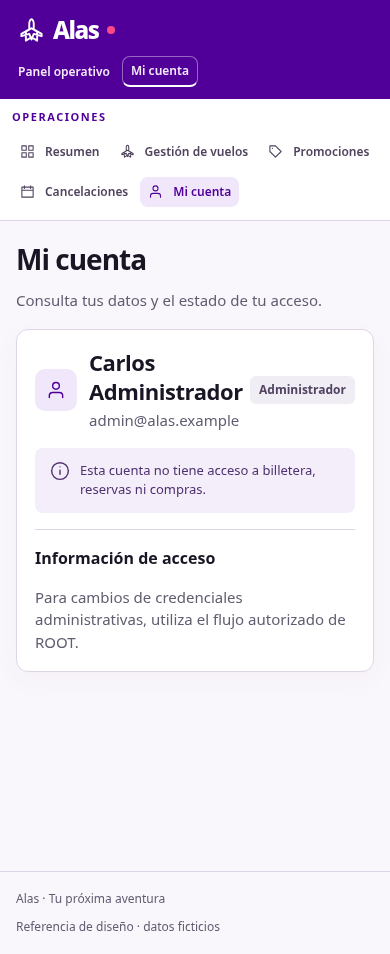 Alas
Panel operativo
Mi cuenta
OPERACIONES
Resumen
Gestión de vuelos
Promociones
Cancelaciones
Mi cuenta
Mi cuenta
Consulta tus datos y el estado de tu acceso.
Carlos
Administrador
Administrador
admin@alas.example
Esta cuenta no tiene acceso a billetera,
reservas ni compras.
Información de acceso
Para cambios de credenciales
administrativas, utiliza el flujo autorizado de
ROOT.
Alas · Tu próxima aventura
Referencia de diseño · datos ficticios